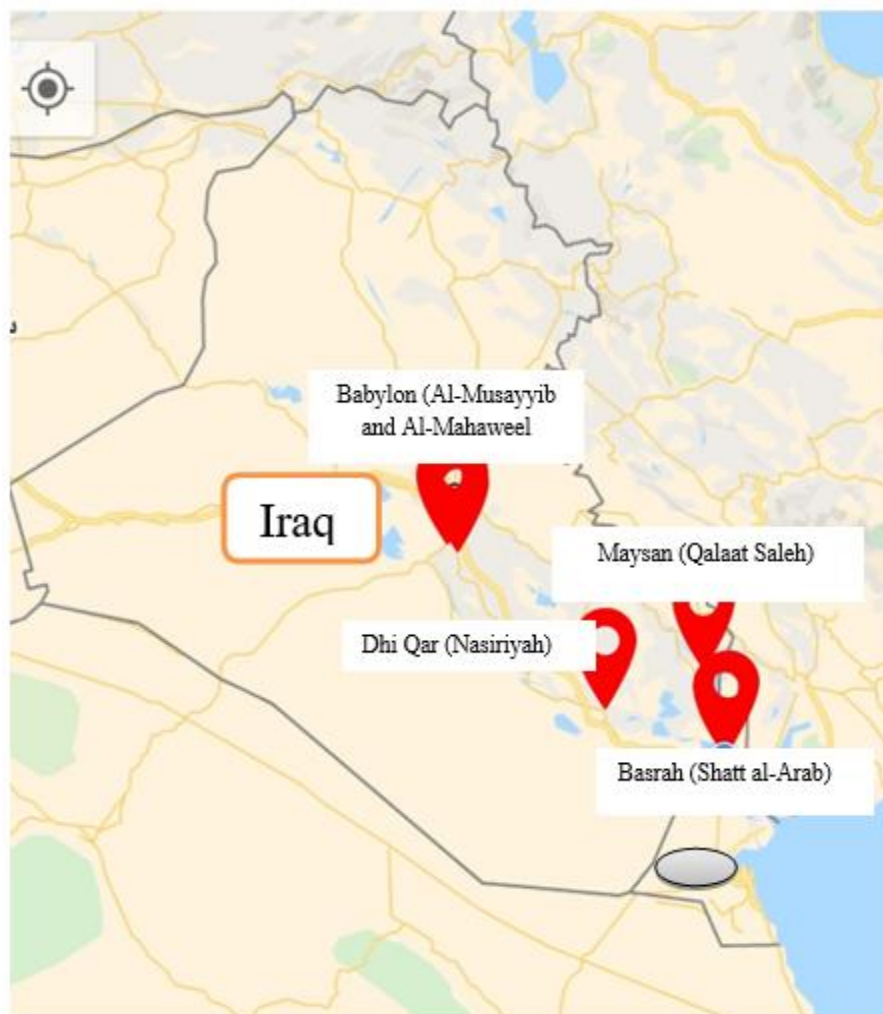 Babylon (Al-Musayyib
and Al-Mahaweel
Iraq
Maysan (Qalaat Saleh)
Dhi Qar (Nasiriyah)
Basrah (Shatt al-Arab)